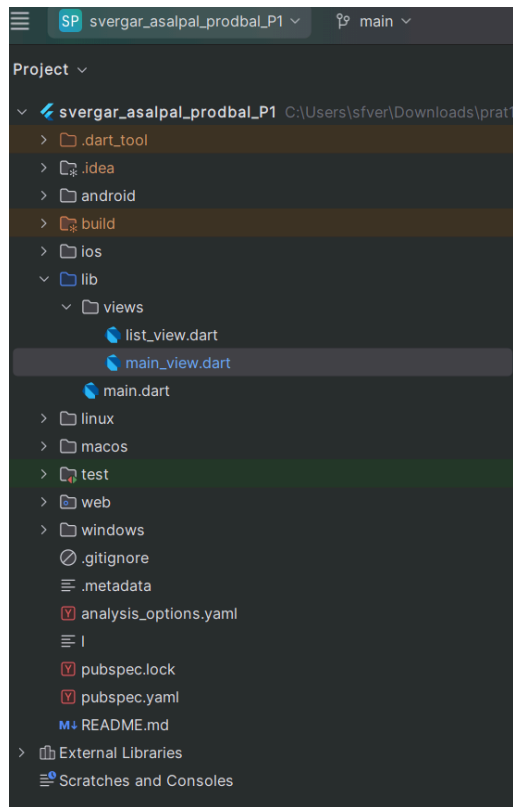 SP svergar_asalpal_prodbal_P1 main
Project
svergar_asalpal_prodbal_P1 C:\Users\sfver\Downloads\prat1
.dart_tool
.idea
android
build
ios
lib
views
list_view.dart
main_view.dart
main.dart
linux
macos
test
web
windows
.gitignore
.metadata
Y analysis_options.yaml
l
Y pubspec.lock
Y pubspec.yaml
M↓ README.md
External Libraries
Scratches and Consoles